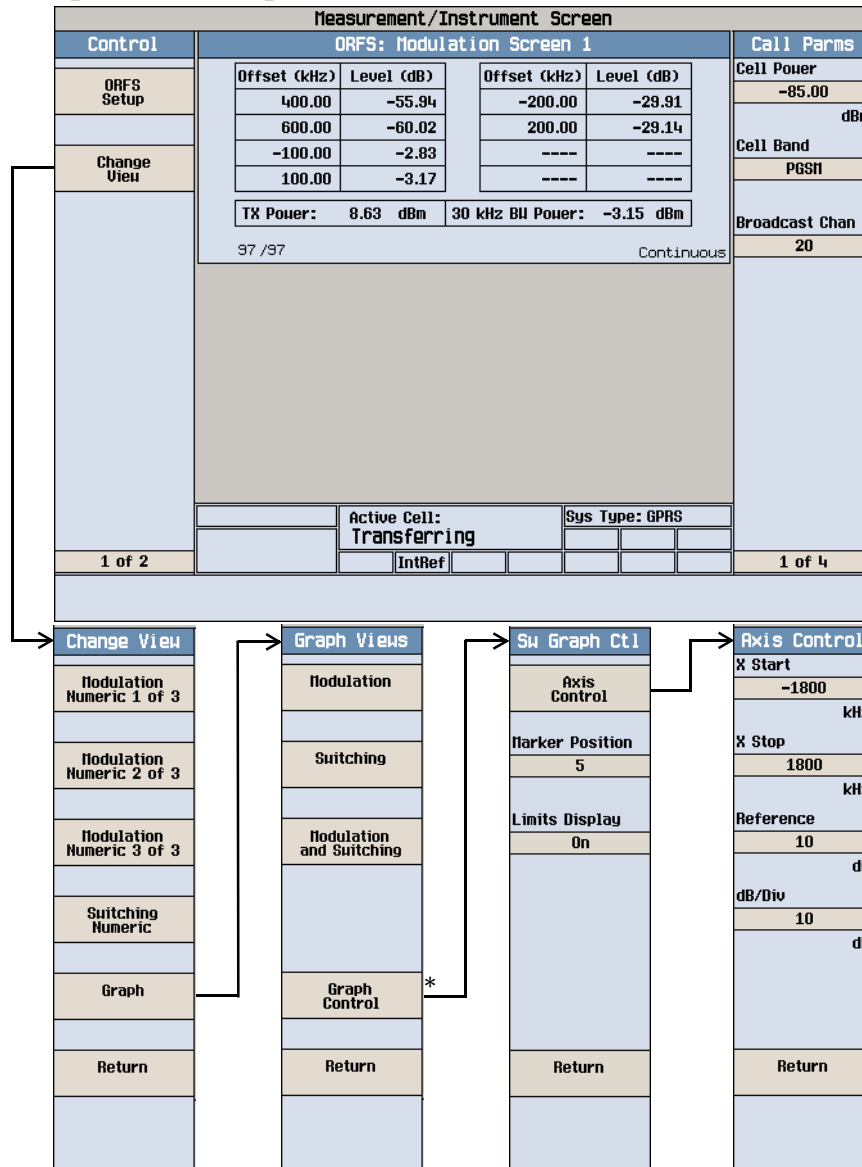 Measurement/Instrument Screen
Control
ORFS: Modulation Screen 1
Call Parms
ORFS
Setup
Change
View
1 of 2
Offset (kHz) Level (dB) Offset (kHz) Level (dB)
400.00 -55.94 -200.00 -29.91
600.00 -60.02 200.00 -29.14
-100.00 -2.83 ---- ----
100.00 -3.17 ---- ----
TX Power: 8.63 dBm 30 kHz BW Power: -3.15 dBm
97 /97 Continuous
Cell Power
-85.00
dBm
Cell Band
PGSM
Broadcast Chan
20
1 of 4
Active Cell: Sys Type: GPRS
Transferring
IntRef
Change View
Modulation
Numeric 1 of 3
Modulation
Numeric 2 of 3
Modulation
Numeric 3 of 3
Switching
Numeric
Graph
Return
Graph Views
Modulation
Switching
Modulation
and Switching
Graph
Control
*
Return
Sw Graph Ctl
Axis
Control
Marker Position
5
Limits Display
On
Return
Axis Control
X Start
-1800
kH
X Stop
1800
kH
Reference
10
d
dB/Div
10
d
Return